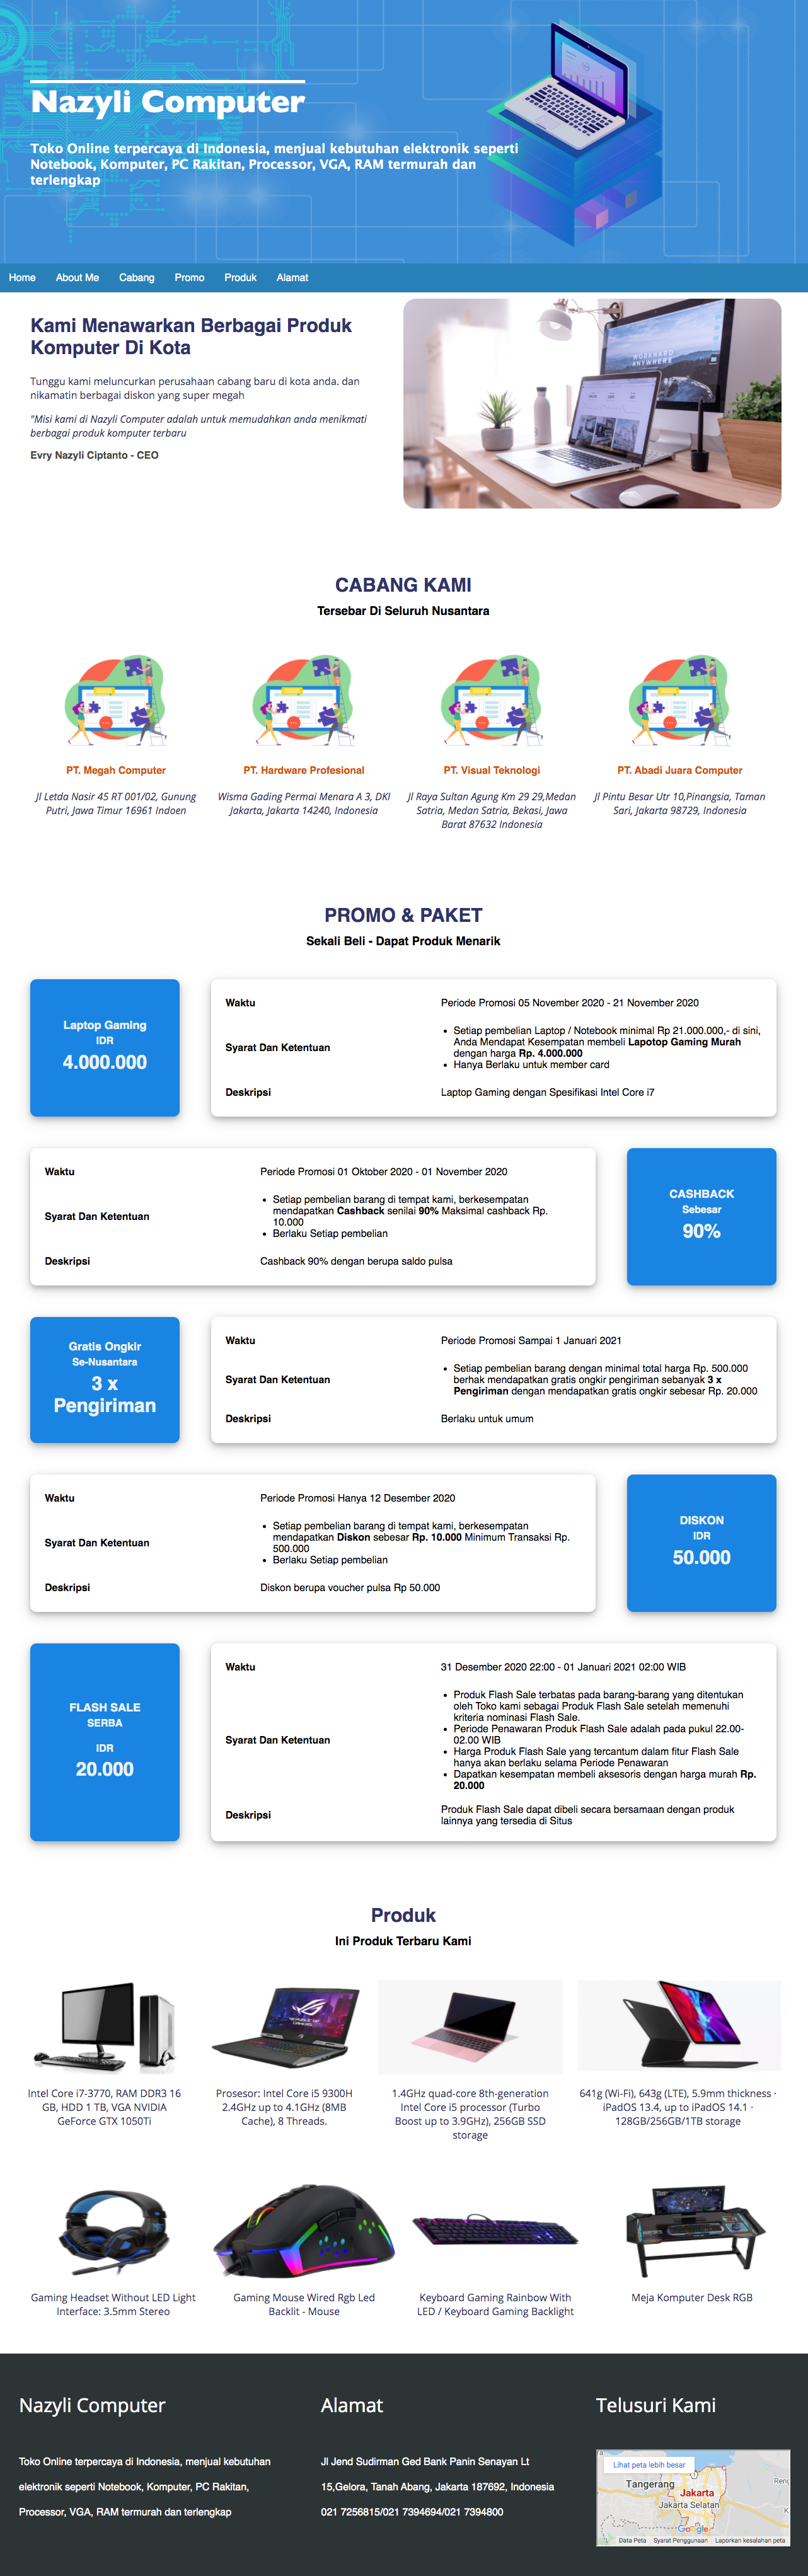 Nazyli Computer
Toko Online terpercaya di Indonesia, menjual kebutuhan elektronik seperti
Notebook, Komputer, PC Rakitan, Processor, VGA, RAM termurah dan
terlengkap
Home About Me Cabang Promo Produk Alamat
Kami Menawarkan Berbagai Produk
Komputer Di Kota
Tunggu kami meluncurkan perusahaan cabang baru di kota anda. dan
nikamatin berbagai diskon yang super megah
"Misi kami di Nazyli Computer adalah untuk memudahkan anda menikmati
berbagai produk komputer terbaru
Evry Nazyli Ciptanto - CEO
WORK HARD
ANYWHERE
CABANG KAMI
Tersebar Di Seluruh Nusantara
PT. Megah Computer
Jl Letda Nasir 45 RT 001/02, Gunung
Putri, Jawa Timur 16961 Indoen
PT. Hardware Profesional
Wisma Gading Permai Menara A 3, DKI
Jakarta, Jakarta 14240, Indonesia
PT. Visual Teknologi
Jl Raya Sultan Agung Km 29 29,Medan
Satria, Medan Satria, Bekasi, Jawa
Barat 87632 Indonesia
PT. Abadi Juara Computer
Jl Pintu Besar Utr 10,Pinangsia, Taman
Sari, Jakarta 98729, Indonesia
PROMO & PAKET
Sekali Beli - Dapat Produk Menarik
Laptop Gaming
IDR
4.000.000
Waktu
Periode Promosi 05 November 2020 - 21 November 2020
Syarat Dan Ketentuan
• Setiap pembelian Laptop / Notebook minimal Rp 21.000.000,- di sini,
Anda Mendapat Kesempatan membeli Lapotop Gaming Murah
dengan harga Rp. 4.000.000
• Hanya Berlaku untuk member card
Deskripsi
Laptop Gaming dengan Spesifikasi Intel Core i7
Waktu
Periode Promosi 01 Oktober 2020 - 01 November 2020
Syarat Dan Ketentuan
• Setiap pembelian barang di tempat kami, berkesempatan
mendapatkan Cashback senilai 90% Maksimal cashback Rp.
10.000
• Berlaku Setiap pembelian
Deskripsi
Cashback 90% dengan berupa saldo pulsa
CASHBACK
Sebesar
90%
Gratis Ongkir
Se-Nusantara
3 x
Pengiriman
Waktu
Periode Promosi Sampai 1 Januari 2021
Syarat Dan Ketentuan
• Setiap pembelian barang dengan minimal total harga Rp. 500.000
berhak mendapatkan gratis ongkir pengiriman sebanyak 3 x
Pengiriman dengan mendapatkan gratis ongkir sebesar Rp. 20.000
Deskripsi
Berlaku untuk umum
Waktu
Periode Promosi Hanya 12 Desember 2020
Syarat Dan Ketentuan
• Setiap pembelian barang di tempat kami, berkesempatan
mendapatkan Diskon sebesar Rp. 10.000 Minimum Transaksi Rp.
500.000
• Berlaku Setiap pembelian
Deskripsi
Diskon berupa voucher pulsa Rp 50.000
DISKON
IDR
50.000
FLASH SALE
SERBA
IDR
20.000
Waktu
31 Desember 2020 22:00 - 01 Januari 2021 02:00 WIB
Syarat Dan Ketentuan
• Produk Flash Sale terbatas pada barang-barang yang ditentukan
oleh Toko kami sebagai Produk Flash Sale setelah memenuhi
kriteria nominasi Flash Sale.
• Periode Penawaran Produk Flash Sale adalah pada pukul 22.00-
02.00 WIB
• Harga Produk Flash Sale yang tercantum dalam fitur Flash Sale
hanya akan berlaku selama Periode Penawaran
• Dapatkan kesempatan membeli aksesoris dengan harga murah Rp.
20.000
Deskripsi
Produk Flash Sale dapat dibeli secara bersamaan dengan produk
lainnya yang tersedia di Situs
Produk
Ini Produk Terbaru Kami
Intel Core i7-3770, RAM DDR3 16
GB, HDD 1 TB, VGA NVIDIA
GeForce GTX 1050Ti
Prosesor: Intel Core i5 9300H
2.4GHz up to 4.1GHz (8MB
Cache), 8 Threads.
1.4GHz quad-core 8th-generation
Intel Core i5 processor (Turbo
Boost up to 3.9GHz), 256GB SSD
storage
641g (Wi-Fi), 643g (LTE), 5.9mm thickness ·
iPadOS 13.4, up to iPadOS 14.1 ·
128GB/256GB/1TB storage
Gaming Headset Without LED Light
Interface: 3.5mm Stereo
Gaming Mouse Wired Rgb Led
Backlit - Mouse
Keyboard Gaming Rainbow With
LED / Keyboard Gaming Backlight
Meja Komputer Desk RGB
Nazyli Computer
Toko Online terpercaya di Indonesia, menjual kebutuhan
elektronik seperti Notebook, Komputer, PC Rakitan,
Processor, VGA, RAM termurah dan terlengkap
Alamat
Jl Jend Sudirman Ged Bank Panin Senayan Lt
15,Gelora, Tanah Abang, Jakarta 187692, Indonesia
021 7256815/021 7394694/021 7394800
Telusuri Kami
Lihat peta lebih besar
Tangerang
Jakarta
Jakarta Selatan
Google
Data Peta Syarat Penggunaan Laporkan kesalahan peta